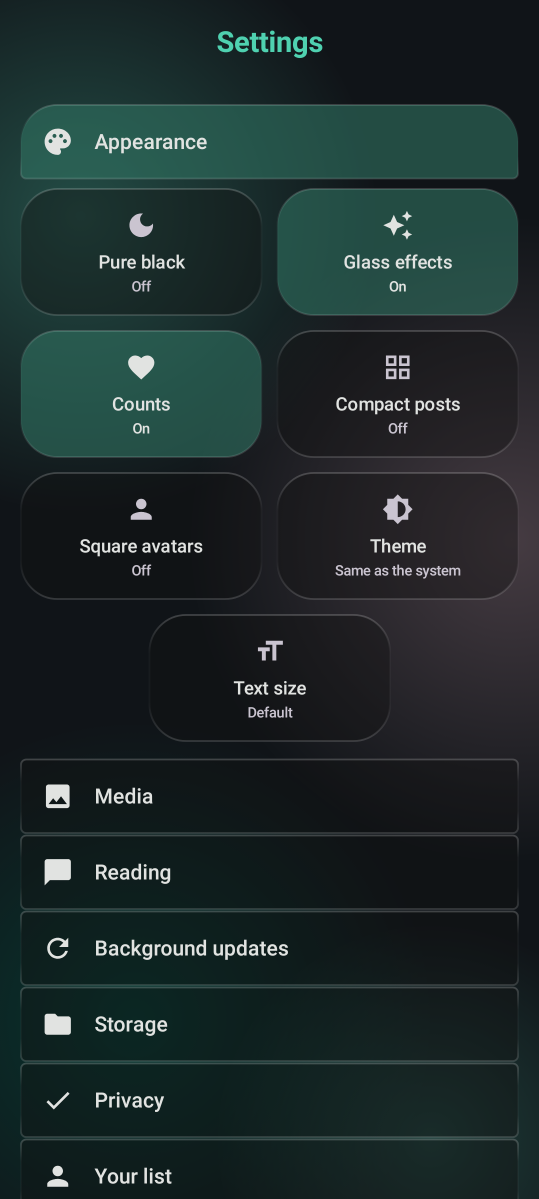 Settings
Appearance
Pure black
Off
Glass effects
On
Counts
On
Compact posts
Off
Square avatars
Off
Theme
Same as the system
Text size
Default
Media
Reading
Background updates
Storage
Privacy
Your list